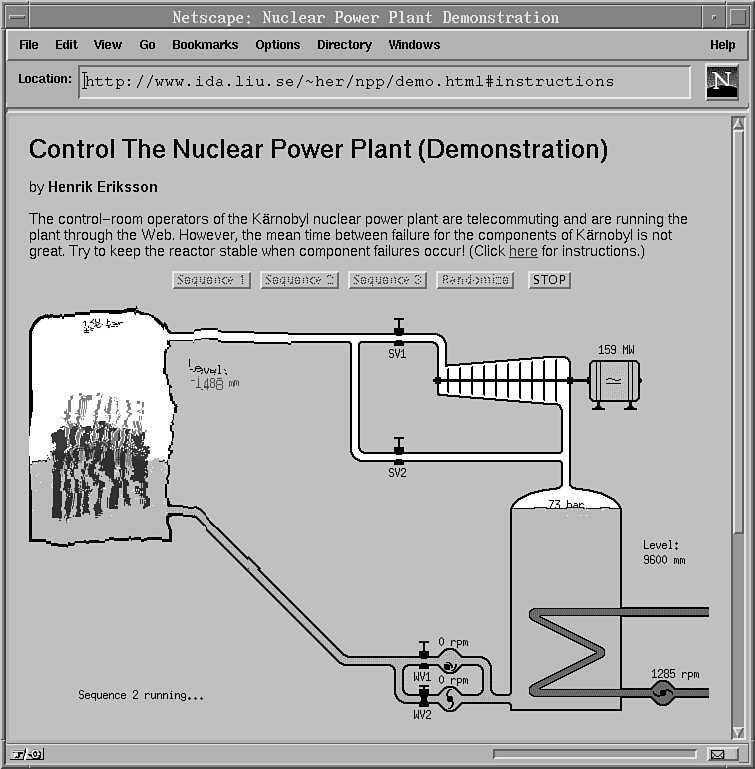 Netscape: Nuclear Power Plant Demonstration
File Edit View Go Bookmarks Options Directory Windows Help
Location: http://www.ida.liu.se/~her/npp/demo.html#instructions
N
Control The Nuclear Power Plant (Demonstration)
by Henrik Eriksson
The control-room operators of the Kärnobyl nuclear power plant are telecommuting and are running the
plant through the Web. However, the mean time between failure for the components of Kärnobyl is not
great. Try to keep the reactor stable when component failures occur! (Click here for instructions.)
Sequence 1 Sequence 2 Sequence 3 Randomize STOP
bar
Level:
-1488 mm
SV1
159 MW
SV2
73 bar
Level:
9600 mm
0 rpm
WV1
0 rpm
WV2
1285 rpm
Sequence 2 running...